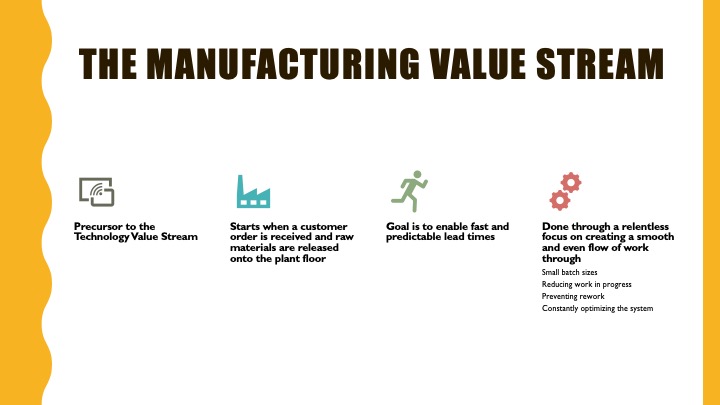 THE MANUFACTURING VALUE STREAM
Precursor to the
Technology Value Stream
Starts when a customer
order is received and raw
materials are released
onto the plant floor
Goal is to enable fast and
predictable lead times
Done through a relentless
focus on creating a smooth
and even flow of work
through
Small batch sizes
Reducing work in progress
Preventing rework
Constantly optimizing the system